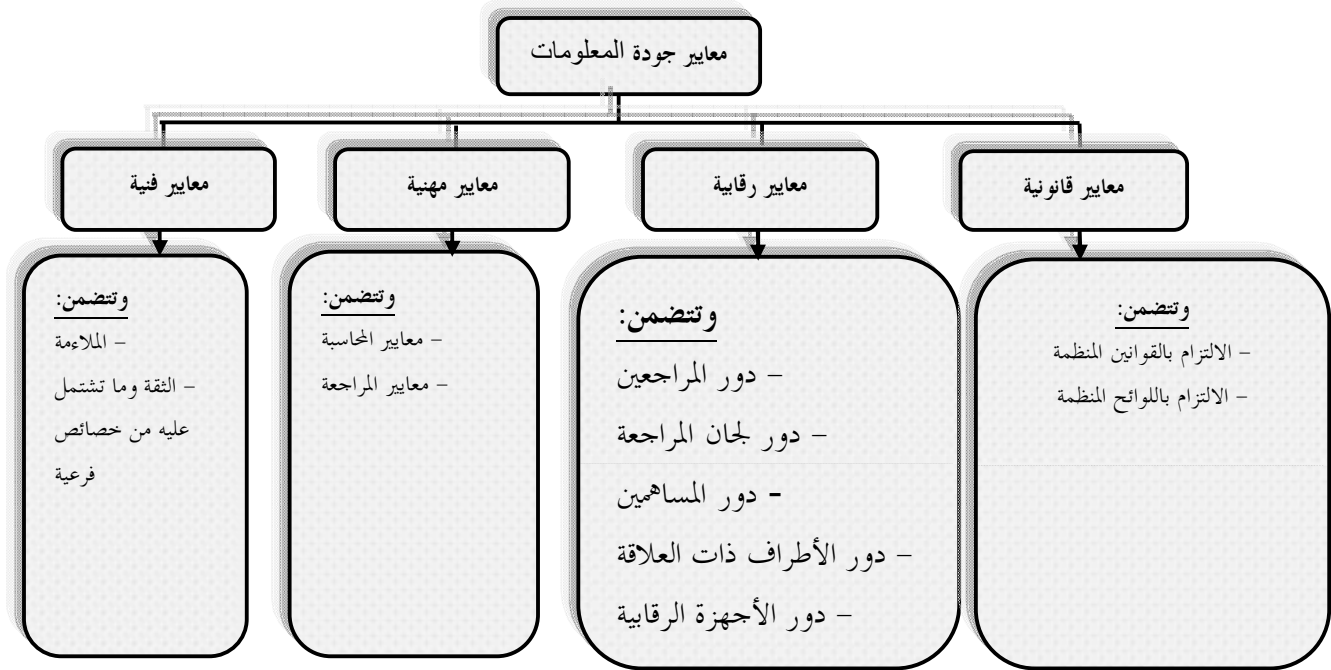 معايير جودة المعلومات
معايير قانونية
معايير رقابية
معايير مهنية
معايير فنية
وتتضمن:
– الالتزام بالقوانين المنظمة
– الالتزام باللوائح المنظمة
وتتضمن:
– دور المراجعين
– دور لجان المراجعة
- دور المساهمين
– دور الأطراف ذات العلاقة
– دور الأجهزة الرقابية
وتتضمن:
– معايير المحاسبة
– معايير المراجعة
وتتضمن:
– الملاءمة
– الثقة وما تشتمل
عليه من خصائص
فرعية